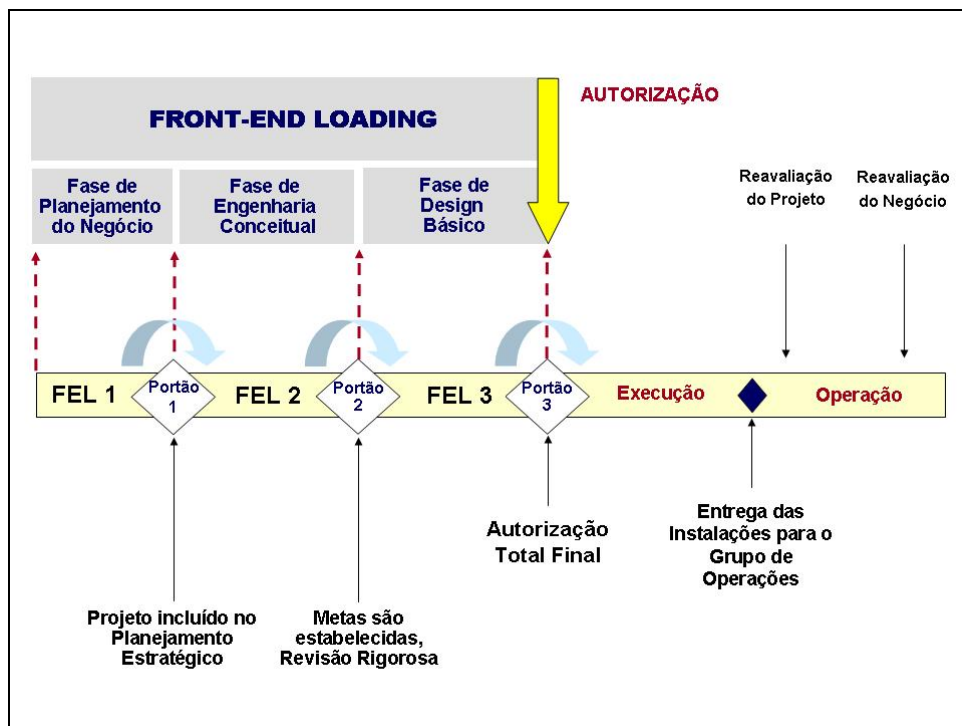 FRONT-END LOADING
AUTORIZAÇÃO
Fase de
Planejamento
do Negócio
Fase de
Engenharia
Conceitual
Fase de
Design
Básico
Reavaliação
do Projeto
Reavaliação
do Negócio
FEL 1
Portão
1
FEL 2
Portão
2
FEL 3
Portão
3
Execução
Operação
Projeto incluído no
Planejamento
Estratégico
Metas são
estabelecidas,
Revisão Rigorosa
Autorização
Total Final
Entrega das
Instalações para o
Grupo de
Operações